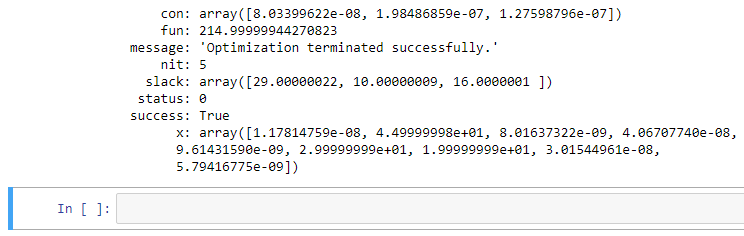 con: array([8.03399622e-08, 1.98486859e-07, 1.27598796e-07])
fun: 214.99999944270823
message: 'Optimization terminated successfully.'
nit: 5
slack: array([29.00000022, 10.00000009, 16.0000001 ])
status: 0
success: True
x: array([1.17814759e-08, 4.49999998e+01, 8.01637322e-09, 4.06707740e-08,
9.61431590e-09, 2.99999999e+01, 1.99999999e+01, 3.01544961e-08,
5.79416775e-09])
In [ ]: